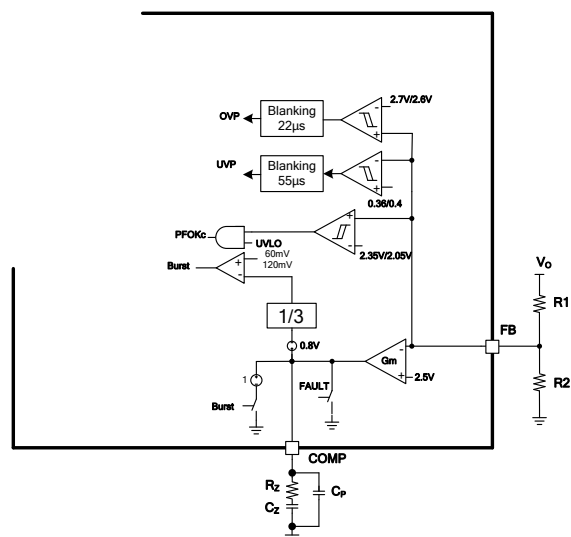 2.7V/2.6V
OVP
Blanking
22µs
-
+
UVP
Blanking
55µs
-
+
0.36/0.4
PFOKc
UVLO
+
-
2.35V/2.05V
Burst
+
-
60mV
120mV
1/3
0.8V
Vo
R1
FB
R2
Gm
-
+
2.5V
1
Burst
FAULT
COMP
RZ
CZ
CP